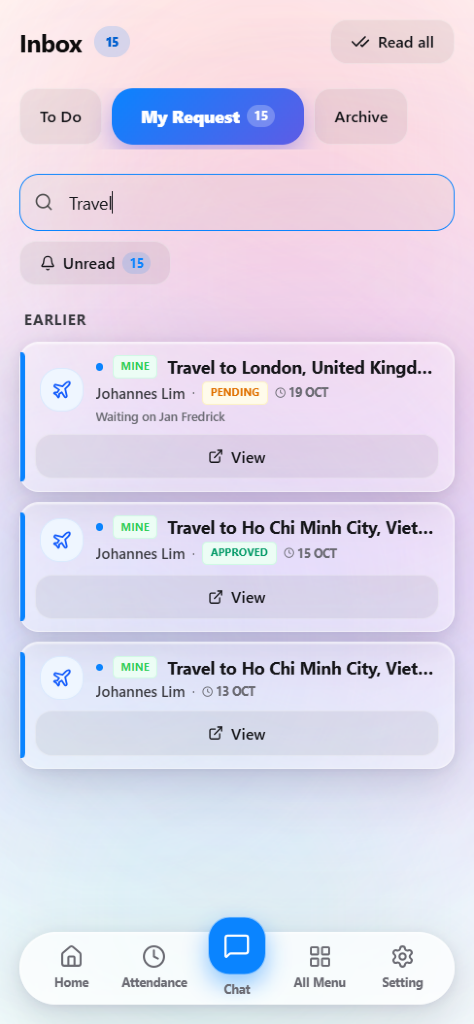 Inbox 15 Read all
To Do My Request 15 Archive
Travel
Unread 15
EARLIER
MINE Travel to London, United Kingd...
Johannes Lim · PENDING 19 OCT
Waiting on Jan Fredrick
View
MINE Travel to Ho Chi Minh City, Viet...
Johannes Lim · APPROVED 15 OCT
View
MINE Travel to Ho Chi Minh City, Viet...
Johannes Lim · 13 OCT
View
Home Attendance Chat All Menu Setting